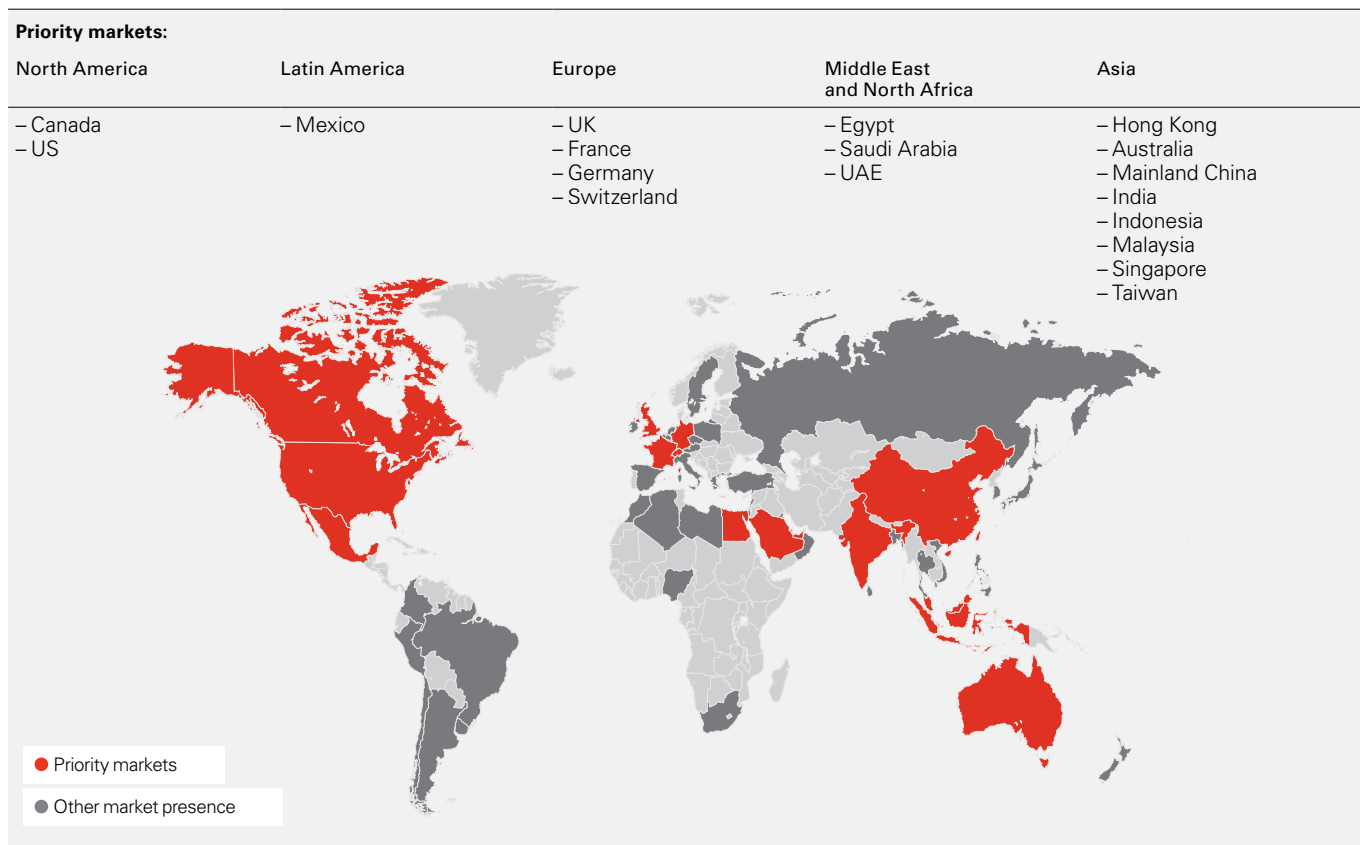 Priority markets:
North America
Latin America
Europe
Middle East
and North Africa
Asia
– Canada
– US
– Mexico
– UK
– France
– Germany
– Switzerland
– Egypt
– Saudi Arabia
– UAE
– Hong Kong
– Australia
– Mainland China
– India
– Indonesia
– Malaysia
– Singapore
– Taiwan
Priority markets
Other market presence